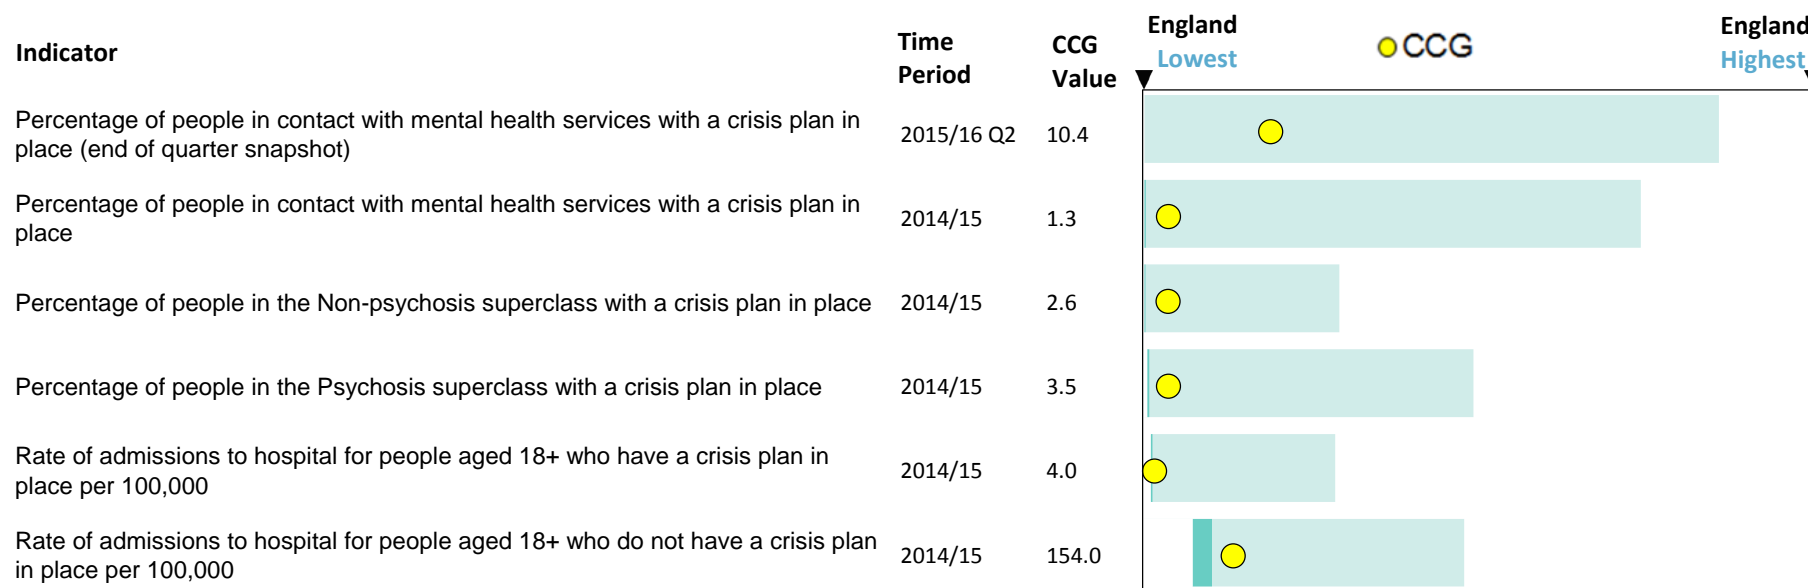 Indicator
Time
Period
CCG
Value
England
Lowest
CCG
England
Highest
Percentage of people in contact with mental health services with a crisis plan in
place (end of quarter snapshot)
2015/16 Q2
10.4
Percentage of people in contact with mental health services with a crisis plan in
place
2014/15
1.3
Percentage of people in the Non-psychosis superclass with a crisis plan in place
2014/15
2.6
Percentage of people in the Psychosis superclass with a crisis plan in place
2014/15
3.5
Rate of admissions to hospital for people aged 18+ who have a crisis plan in
place per 100,000
2014/15
4.0
Rate of admissions to hospital for people aged 18+ who do not have a crisis plan
in place per 100,000
2014/15
154.0